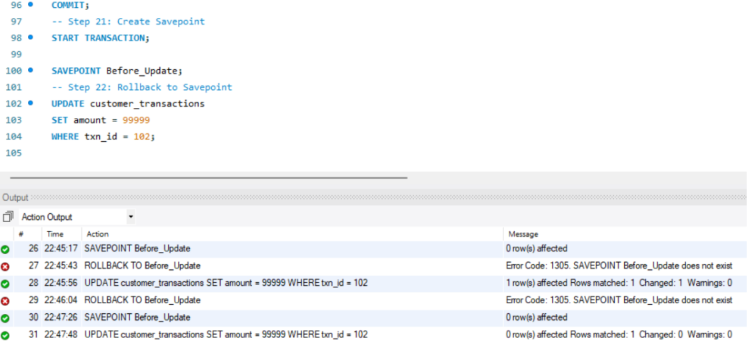 96 COMMIT;
97 -- Step 21: Create Savepoint
98 START TRANSACTION;
99
100 SAVEPOINT Before_Update;
101 -- Step 22: Rollback to Savepoint
102 UPDATE customer_transactions
103 SET amount = 99999
104 WHERE txn_id = 102;
105
Output
Action Output
# Time Action Message
26 22:45:17 SAVEPOINT Before_Update 0 row(s) affected
27 22:45:43 ROLLBACK TO Before_Update Error Code: 1305. SAVEPOINT Before_Update does not exist
28 22:45:56 UPDATE customer_transactions SET amount = 99999 WHERE txn_id = 102 1 row(s) affected Rows matched: 1 Changed: 1 Warnings: 0
29 22:46:04 ROLLBACK TO Before_Update Error Code: 1305. SAVEPOINT Before_Update does not exist
30 22:47:26 SAVEPOINT Before_Update 0 row(s) affected
31 22:47:48 UPDATE customer_transactions SET amount = 99999 WHERE txn_id = 102 0 row(s) affected Rows matched: 1 Changed: 0 Warnings: 0